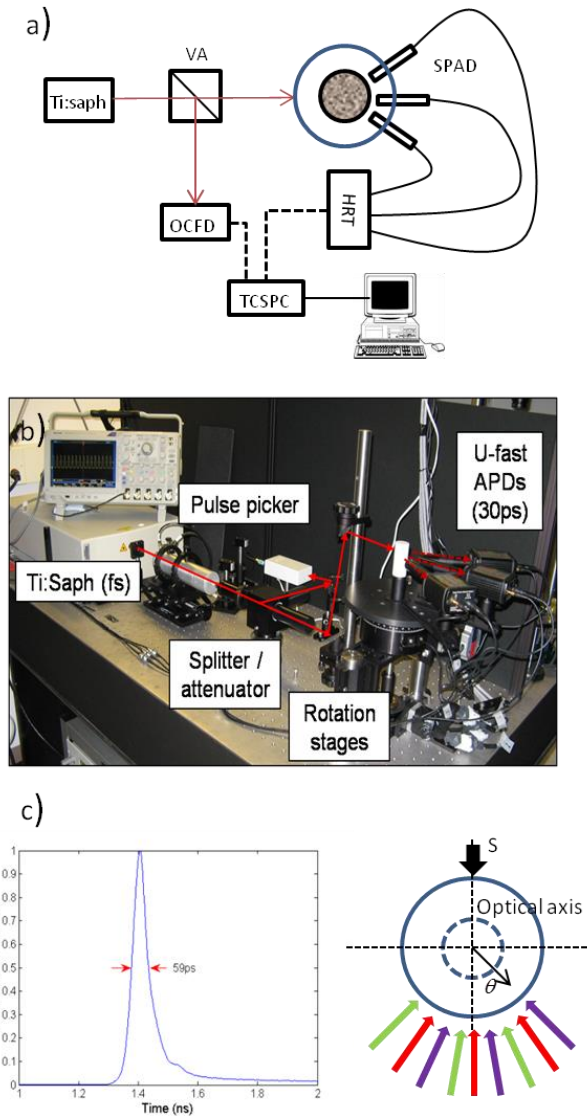 a)
VA
SPAD
Ti:saph
HRT
OCFD
TCSPC
b)
U-fast
APDs
(30ps)
Pulse picker
Ti:Saph (fs)
Splitter /
attenuator
Rotation
stages
c)
1
0.9
0.8
0.7
0.6
0.5
0.4
0.3
0.2
0.1
0
59ps
1 1.2 1.4 1.6 1.8 2
Time (ns)
S
Optical axis
θ